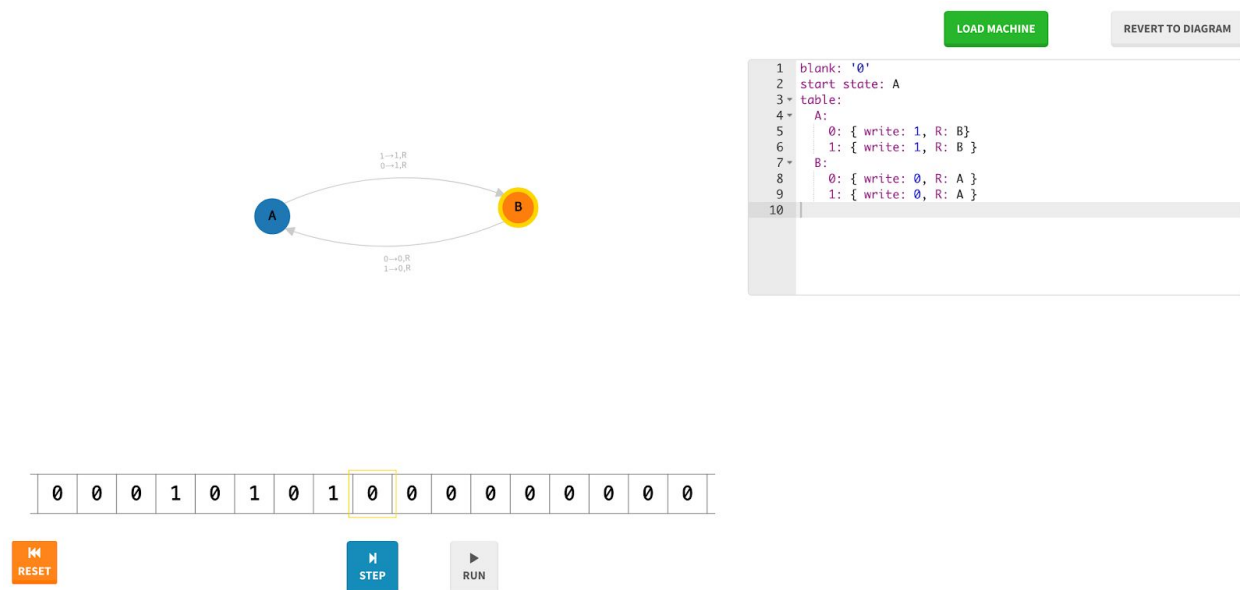 LOAD MACHINE
REVERT TO DIAGRAM
1 blank: '0'
2 start state: A
3 table:
4   A:
5     0: { write: 1, R: B}
6     1: { write: 1, R: B }
7   B:
8     0: { write: 0, R: A }
9     1: { write: 0, R: A }
10
1→1,R
0→1,R
A
B
0→0,R
1→0,R
0 0 0 1 0 1 0 1 0 0 0 0 0 0 0 0 0
RESET
STEP
RUN